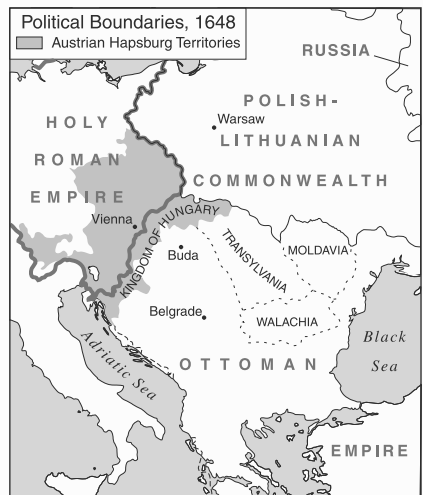 Political Boundaries, 1648
Austrian Hapsburg Territories
RUSSIA
POLISH-
Warsaw
LITHUANIAN
COMMONWEALTH
HOLY
ROMAN
EMPIRE
Vienna
KINGDOM OF HUNGARY
Buda
TRANSYLVANIA
MOLDAVIA
Belgrade
WALACHIA
Black
Sea
Adriatic Sea
OTTOMAN
EMPIRE